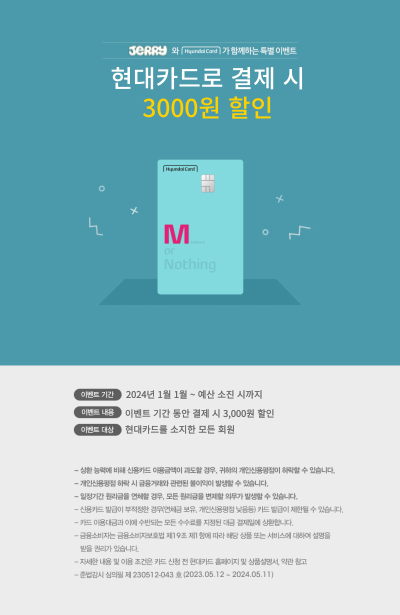 JERRY 와 HyundaiCard 가 함께하는 특별 이벤트
현대카드로 결제 시
3000원 할인
HyundaiCard
M
or
Nothing
이벤트 기간 2024년 1월 1월 ~ 예산 소진 시까지
이벤트 내용 이벤트 기간 동안 결제 시 3,000원 할인
이벤트 대상 현대카드를 소지한 모든 회원
– 상환 능력에 비해 신용카드 이용금액이 과도할 경우, 귀하의 개인신용평점이 하락할 수 있습니다.
– 개인신용평점 하락 시 금융거래와 관련된 불이익이 발생할 수 있습니다.
– 일정기간 원리금을 연체할 경우, 모든 원리금을 변제할 의무가 발생할 수 있습니다.
– 신용카드 발급이 부적정한 경우(연체금 보유, 개인신용평점 낮음등) 카드 발급이 제한될 수 있습니다.
– 카드 이용대금과 이에 수반되는 모든 수수료를 지정된 대금 결제일에 상환합니다.
– 금융소비자는 금융소비자보호법 제19조 제1항에 따라 해당 상품 또는 서비스에 대하여 설명을
받을 권리가 있습니다.
– 자세한 내용 및 이용 조건은 카드 신청 전 현대카드 홈페이지 및 상품설명서, 약관 참고
– 준법감시 심의필 제 230512-043 호 (2023.05.12 ~ 2024.05.11)